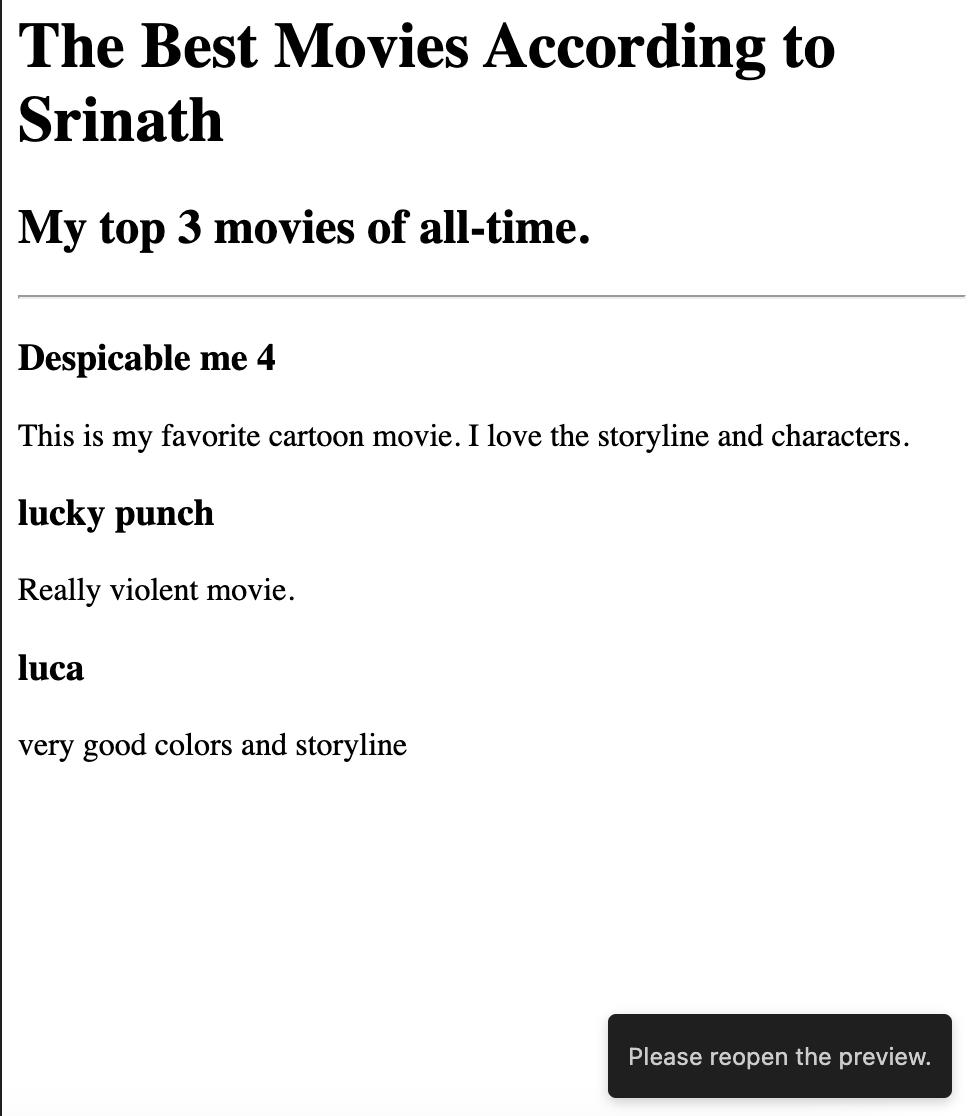 The Best Movies According to
Srinath
My top 3 movies of all-time.
Despicable me 4
This is my favorite cartoon movie. I love the storyline and characters.
lucky punch
Really violent movie.
luca
very good colors and storyline
Please reopen the preview.